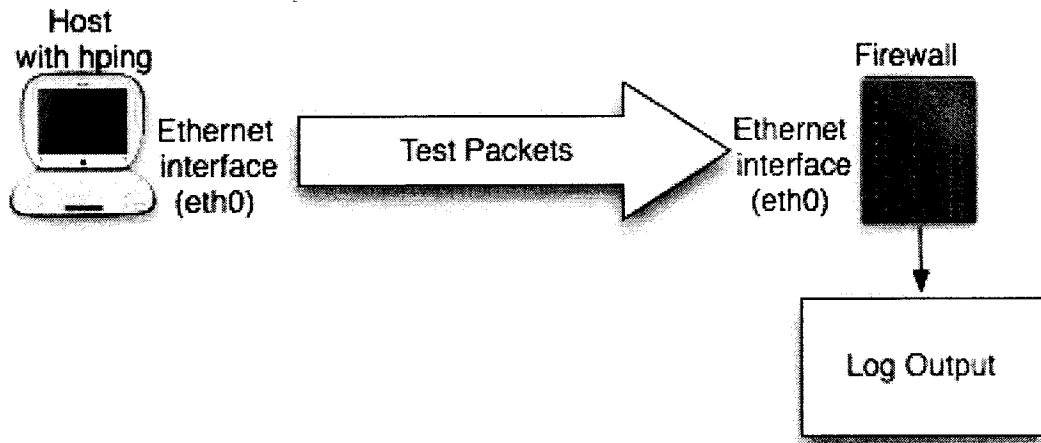 Host
with hping
Ethernet
interface
(eth0)
Test Packets
Ethernet
interface
(eth0)
Firewall
Log Output